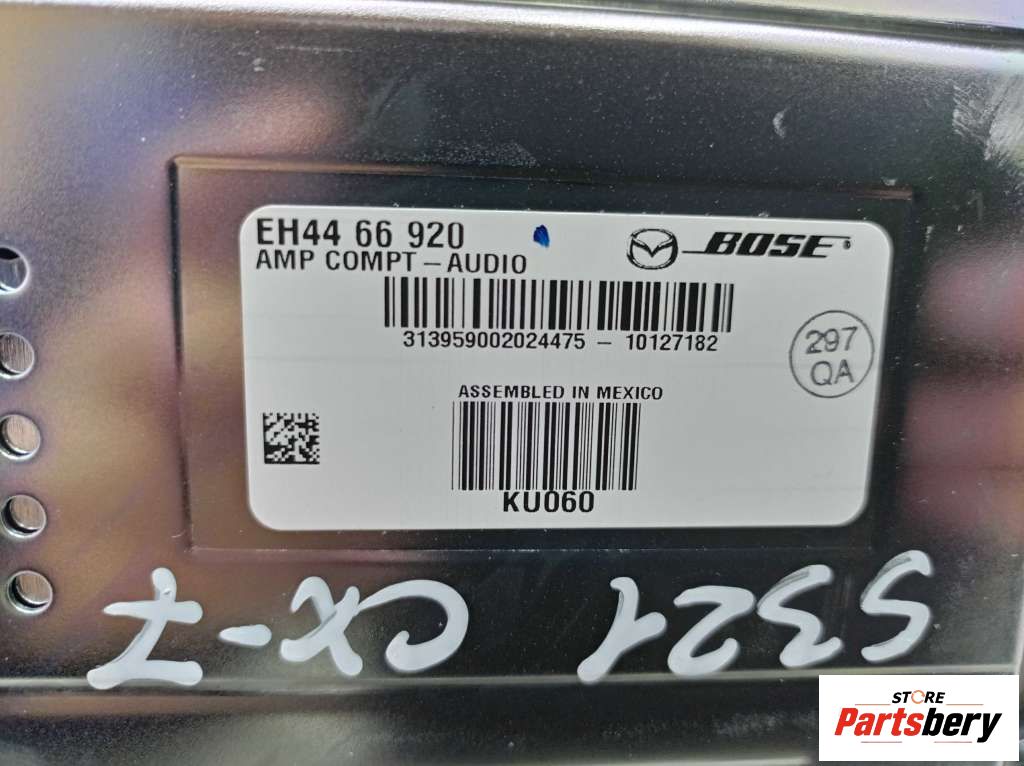 EH44 66 920
AMP COMPT – AUDIO
BOSE®
313959002024475 – 10127182
297
QA
ASSEMBLED IN MEXICO
KU060
5321 CX-7
STORE
Partsbery